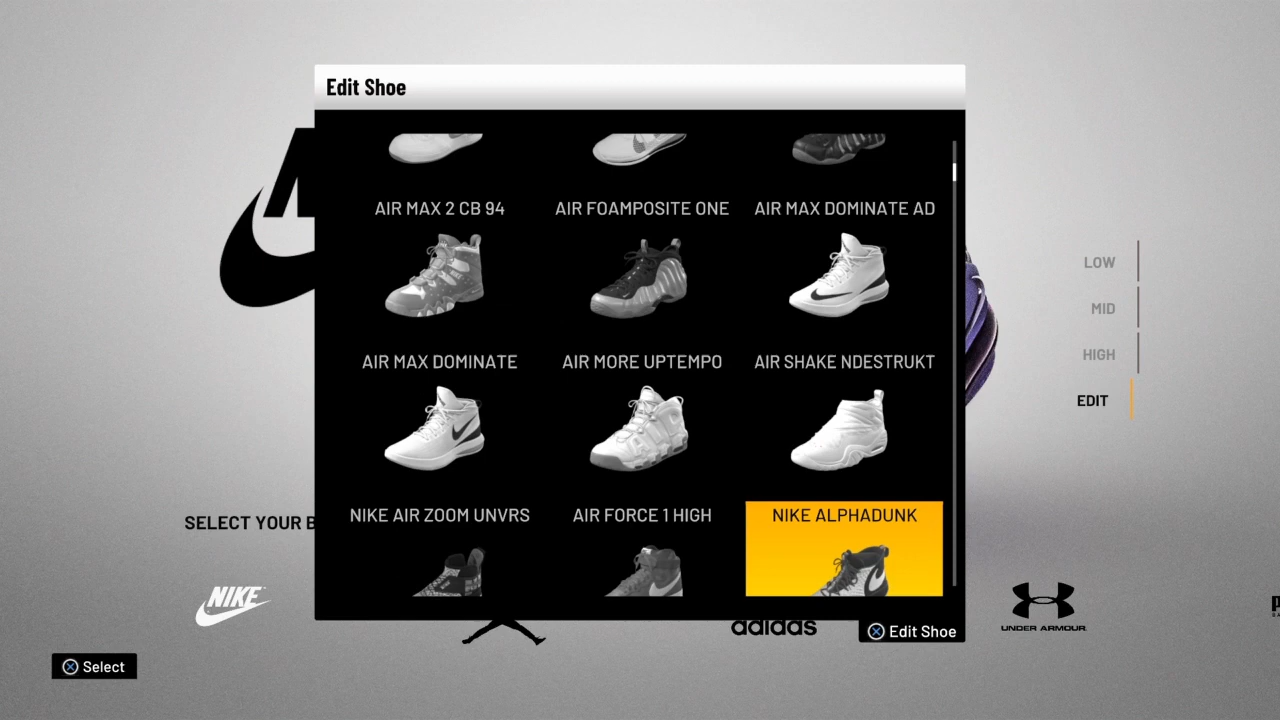 Edit Shoe
AIR MAX 2 CB 94
AIR FOAMPOSITE ONE
AIR MAX DOMINATE AD
AIR MAX DOMINATE
AIR MORE UPTEMPO
AIR SHAKE NDESTRUKT
NIKE AIR ZOOM UNVRS
AIR FORCE 1 HIGH
NIKE ALPHADUNK
LOW
MID
HIGH
EDIT
SELECT YOUR B
NIKE
adidas
UNDER ARMOUR
Edit Shoe
Select